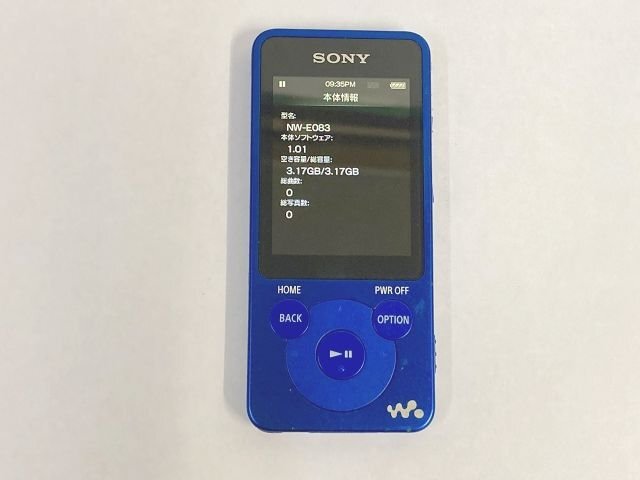 SONY
09:35PM
本体情報
型名:
NW-E083
本体ソフトウェア:
1.01
空き容量/総容量:
3.17GB/3.17GB
総曲数:
0
総写真数:
0
HOME
PWR OFF
BACK
OPTION